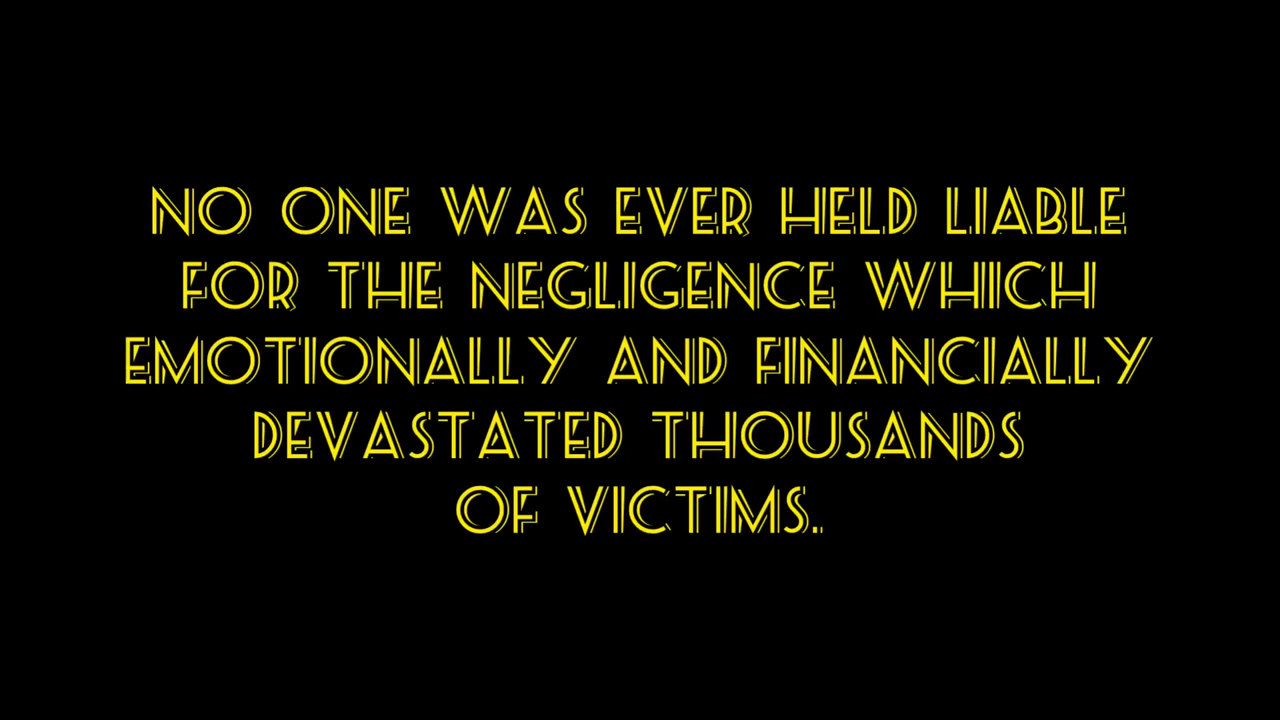 NO ONE WAS EVER HELD LIABLE
FOR THE NEGLIGENCE WHICH
EMOTIONALLY AND FINANCIALLY
DEVASTATED THOUSANDS
OF VICTIMS.